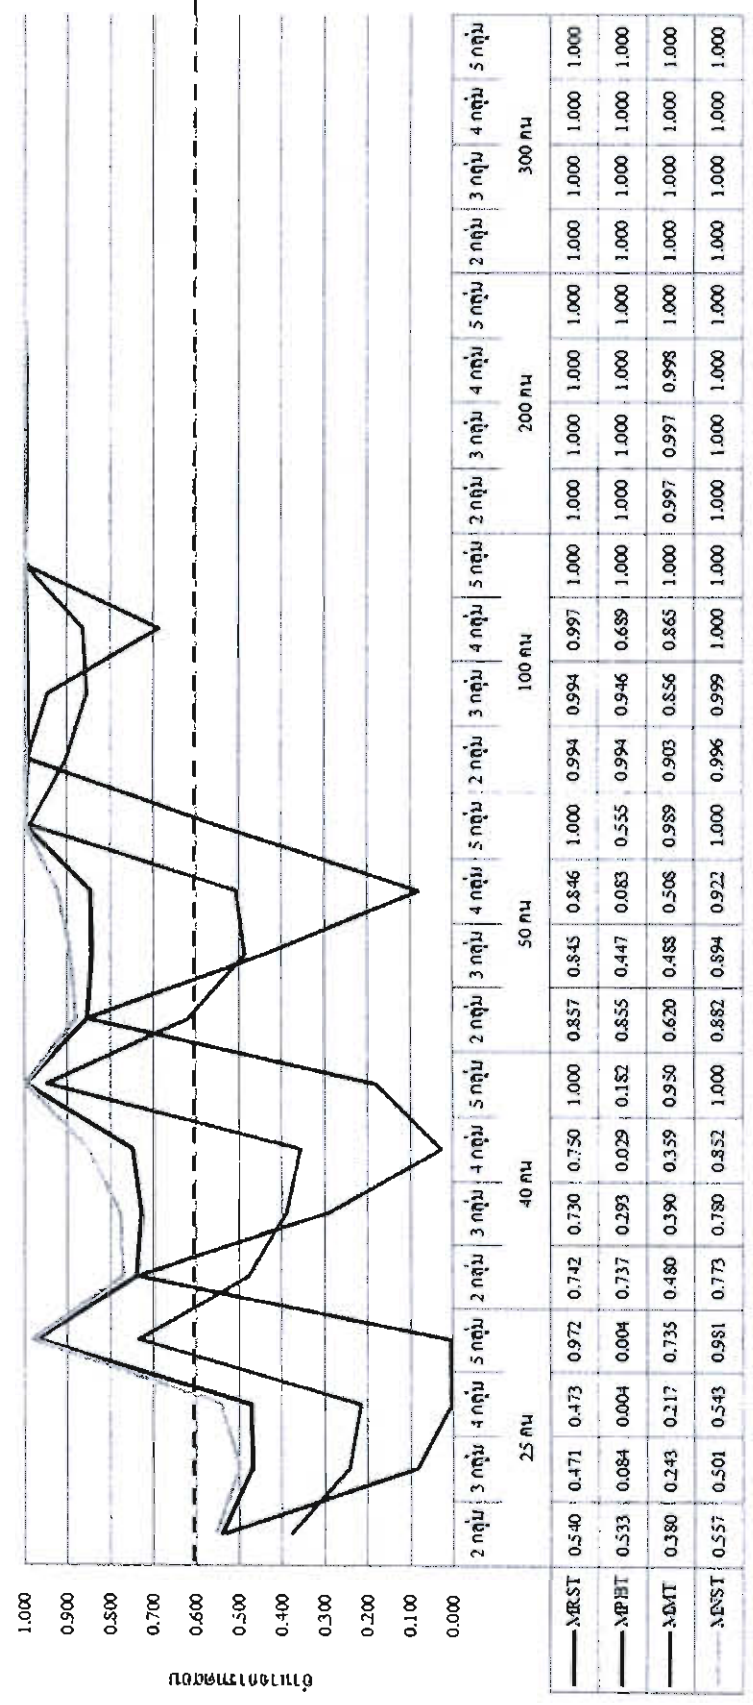 อำนาจการทดสอบ
1.000
0.900
0.800
0.700
0.600
0.500
0.400
0.300
0.200
0.100
0.000
2 กลุ่ม 3 กลุ่ม 4 กลุ่ม 5 กลุ่ม 2 กลุ่ม 3 กลุ่ม 4 กลุ่ม 5 กลุ่ม 2 กลุ่ม 3 กลุ่ม 4 กลุ่ม 5 กลุ่ม 2 กลุ่ม 3 กลุ่ม 4 กลุ่ม 5 กลุ่ม 2 กลุ่ม 3 กลุ่ม 4 กลุ่ม 5 กลุ่ม 2 กลุ่ม 3 กลุ่ม 4 กลุ่ม 5 กลุ่ม
25 คน 40 คน 50 คน 100 คน 200 คน 300 คน
MRST 0.540 0.471 0.473 0.972 0.742 0.730 0.750 1.000 0.857 0.845 0.846 1.000 0.994 0.994 0.997 1.000 1.000 1.000 1.000 1.000 1.000 1.000 1.000 1.000
MPBT 0.533 0.084 0.004 0.004 0.737 0.293 0.029 0.182 0.855 0.447 0.083 0.555 0.994 0.946 0.689 1.000 1.000 1.000 1.000 1.000 1.000 1.000 1.000 1.000
MMT 0.380 0.243 0.217 0.735 0.480 0.390 0.359 0.950 0.620 0.488 0.508 0.989 0.903 0.856 0.865 1.000 0.997 0.997 0.998 1.000 1.000 1.000 1.000 1.000
MNST 0.557 0.501 0.543 0.981 0.773 0.780 0.852 1.000 0.882 0.894 0.922 1.000 0.996 0.999 1.000 1.000 1.000 1.000 1.000 1.000 1.000 1.000 1.000 1.000